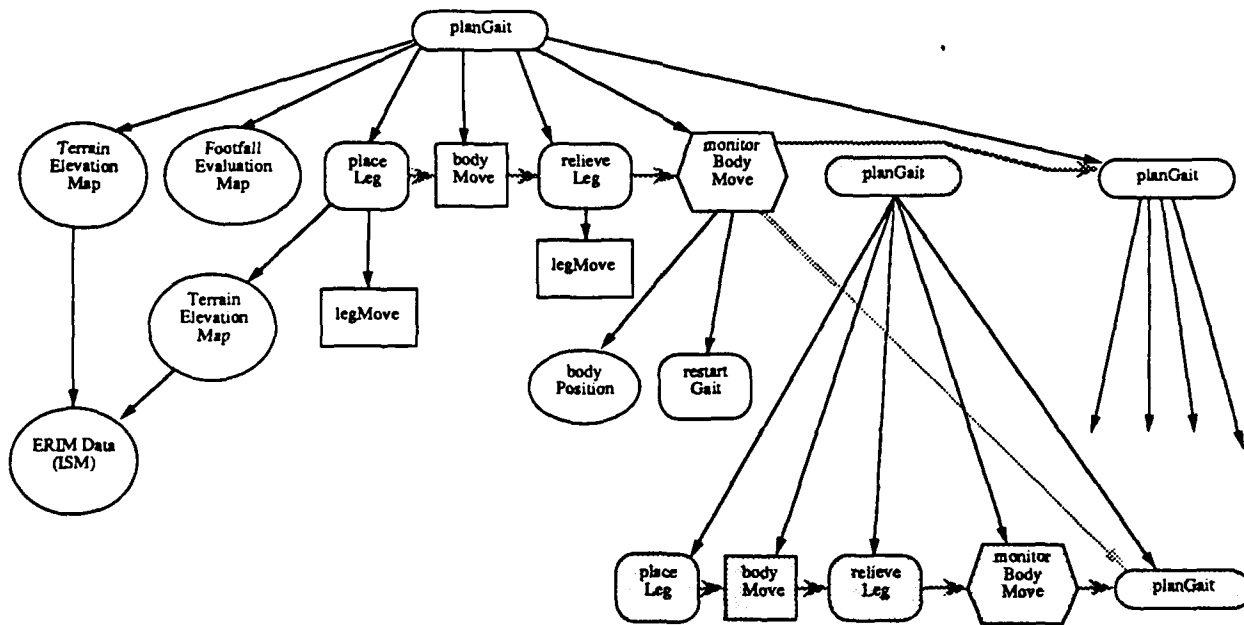 planGait
Terrain
Elevation
Map
Footfall
Evaluation
Map
place
Leg
body
Move
relieve
Leg
monitor
Body
Move
planGait
planGait
legMove
Terrain
Elevation
Map
legMove
body
Position
restart
Gait
ERIM Data
(ISM)
place
Leg
body
Move
relieve
Leg
monitor
Body
Move
planGait